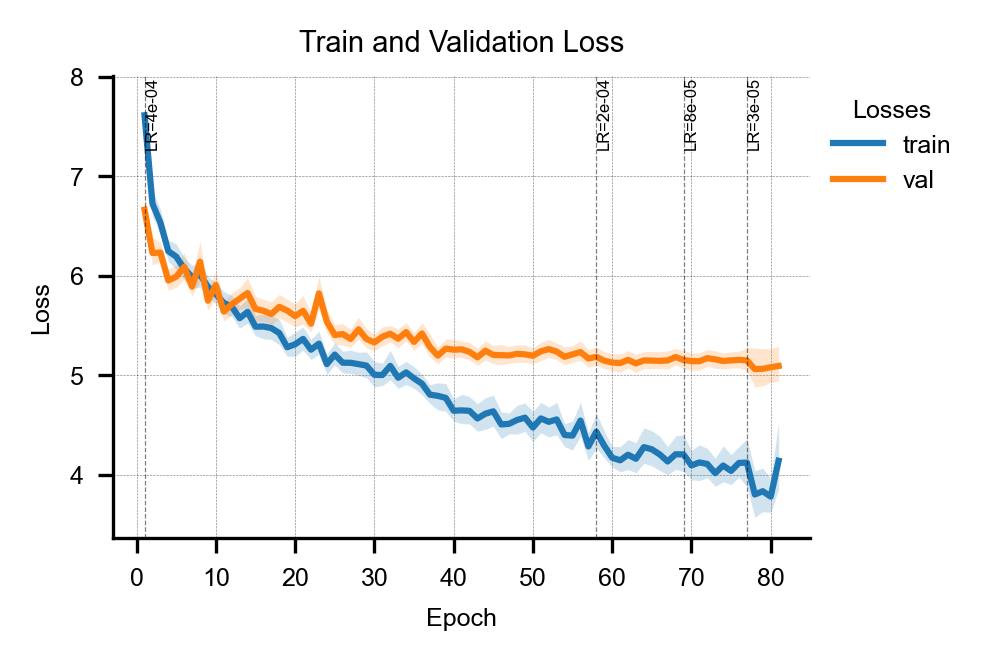 Train and Validation Loss
Loss
8
7
6
5
4
LR=4e-04
LR=2e-04
LR=8e-05
LR=3e-05
0 10 20 30 40 50 60 70 80
Epoch
Losses
train
val